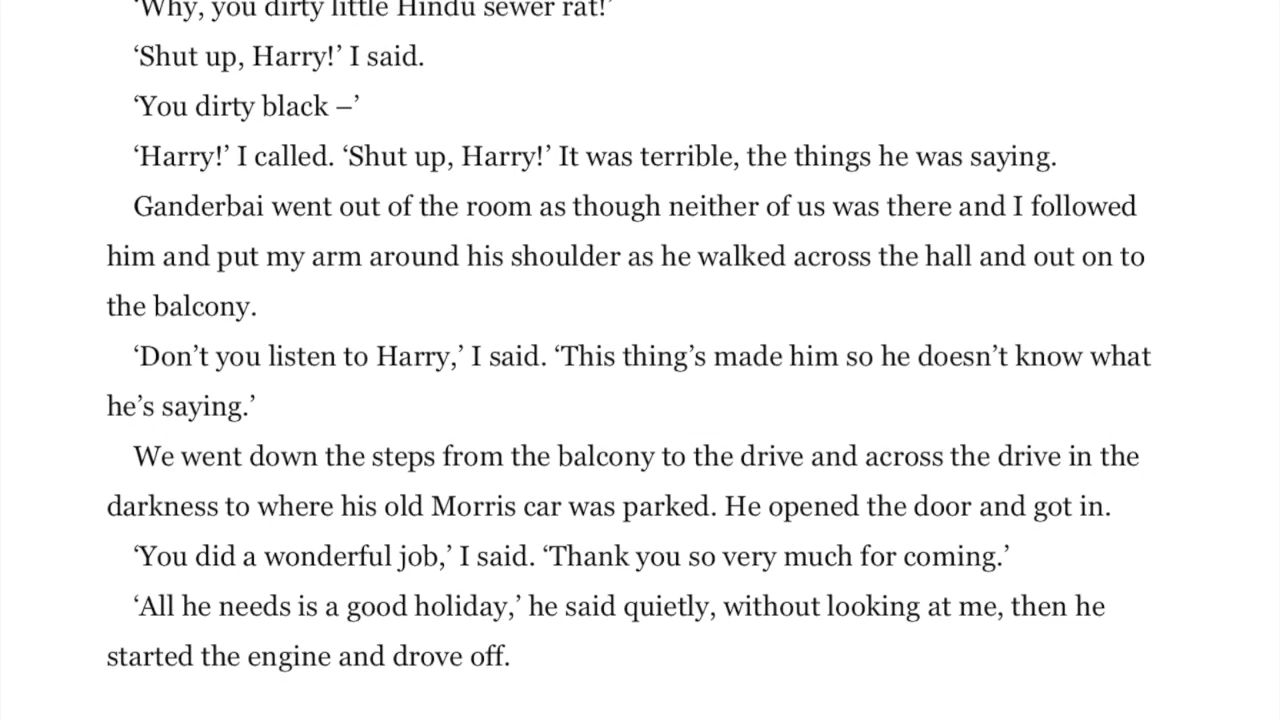 ‘Why, you dirty little Hindu sewer rat!’
‘Shut up, Harry!’ I said.
‘You dirty black –’
‘Harry!’ I called. ‘Shut up, Harry!’ It was terrible, the things he was saying.
Ganderbai went out of the room as though neither of us was there and I followed
him and put my arm around his shoulder as he walked across the hall and out on to
the balcony.
‘Don’t you listen to Harry,’ I said. ‘This thing’s made him so he doesn’t know what
he’s saying.’
We went down the steps from the balcony to the drive and across the drive in the
darkness to where his old Morris car was parked. He opened the door and got in.
‘You did a wonderful job,’ I said. ‘Thank you so very much for coming.’
‘All he needs is a good holiday,’ he said quietly, without looking at me, then he
started the engine and drove off.